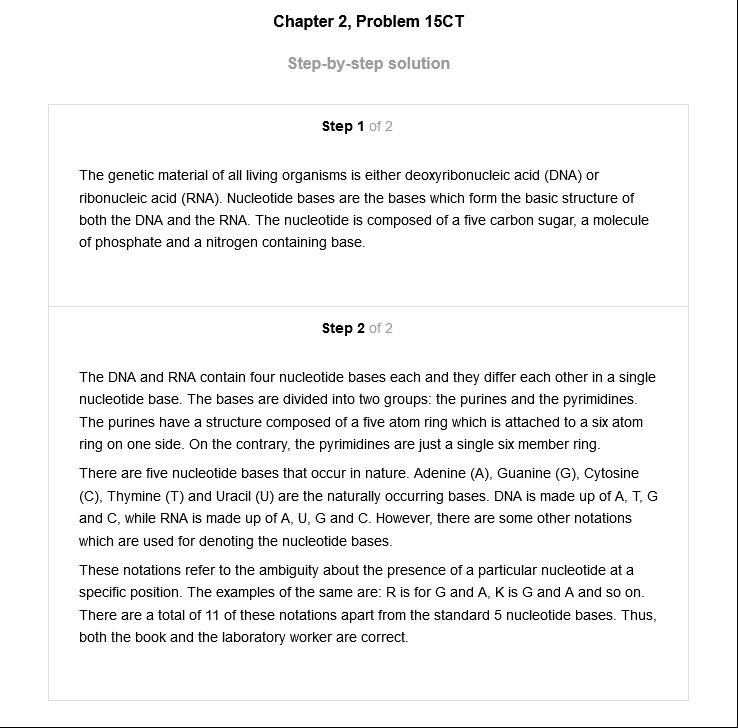 Chapter 2, Problem 15CT
Step-by-step solution
Step 1 of 2
The genetic material of all living organisms is either deoxyribonucleic acid (DNA) or
ribonucleic acid (RNA). Nucleotide bases are the bases which form the basic structure of
both the DNA and the RNA. The nucleotide is composed of a five carbon sugar, a molecule
of phosphate and a nitrogen containing base.
Step 2 of 2
The DNA and RNA contain four nucleotide bases each and they differ each other in a single
nucleotide base. The bases are divided into two groups: the purines and the pyrimidines.
The purines have a structure composed of a five atom ring which is attached to a six atom
ring on one side. On the contrary, the pyrimidines are just a single six member ring.
There are five nucleotide bases that occur in nature. Adenine (A), Guanine (G), Cytosine
(C), Thymine (T) and Uracil (U) are the naturally occurring bases. DNA is made up of A, T, G
and C, while RNA is made up of A, U, G and C. However, there are some other notations
which are used for denoting the nucleotide bases.
These notations refer to the ambiguity about the presence of a particular nucleotide at a
specific position. The examples of the same are: R is for G and A, K is G and A and so on.
There are a total of 11 of these notations apart from the standard 5 nucleotide bases. Thus,
both the book and the laboratory worker are correct.